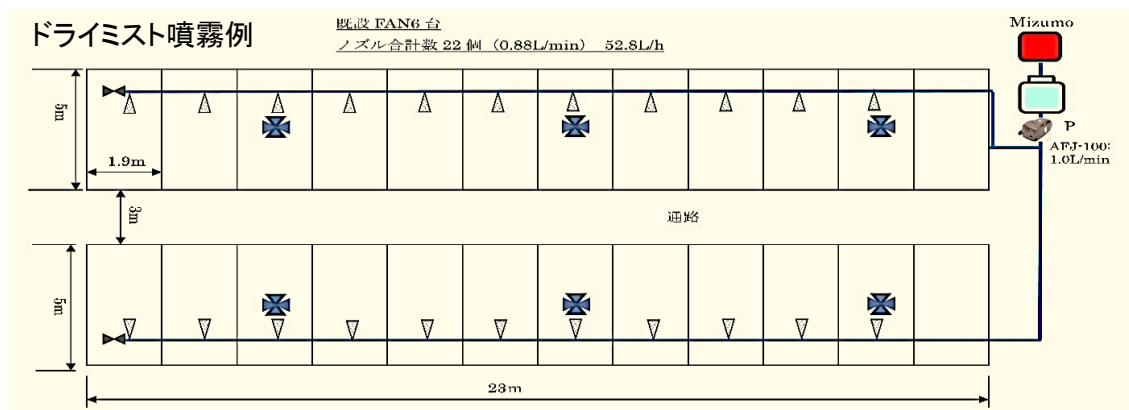 ドライミスト噴霧例
既設 FAN6 台
ノズル合計数 22 個（0.88L/min） 52.8L/h
Mizumo
P
AFJ-100:
1.0L/min
5m
1.9m
3m
通路
5m
23m